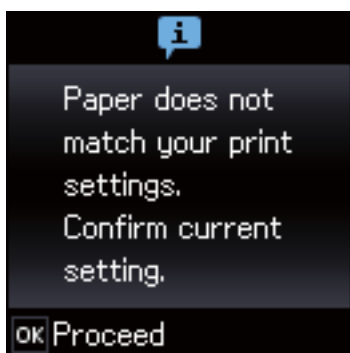 i
Paper does not
match your print
settings.
Confirm current
setting.
OK Proceed